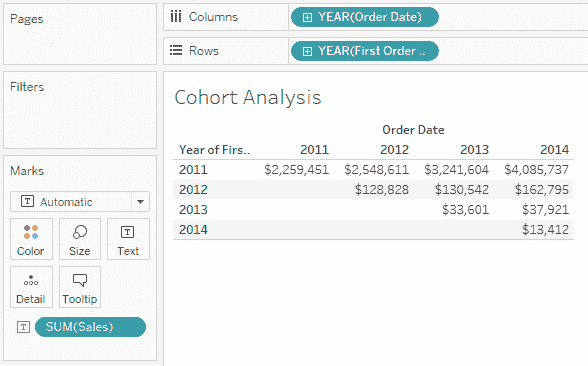 Pages
Columns
YEAR(Order Date)
Rows
YEAR(First Order ..
Filters
Cohort Analysis
Order Date
Year of Firs.. 2011 2012 2013 2014
2011 $2,259,451 $2,548,611 $3,241,604 $4,085,737
2012 $128,828 $130,542 $162,795
2013 $33,601 $37,921
2014 $13,412
Marks
T Automatic
Color Size Text
Detail Tooltip
T SUM(Sales)